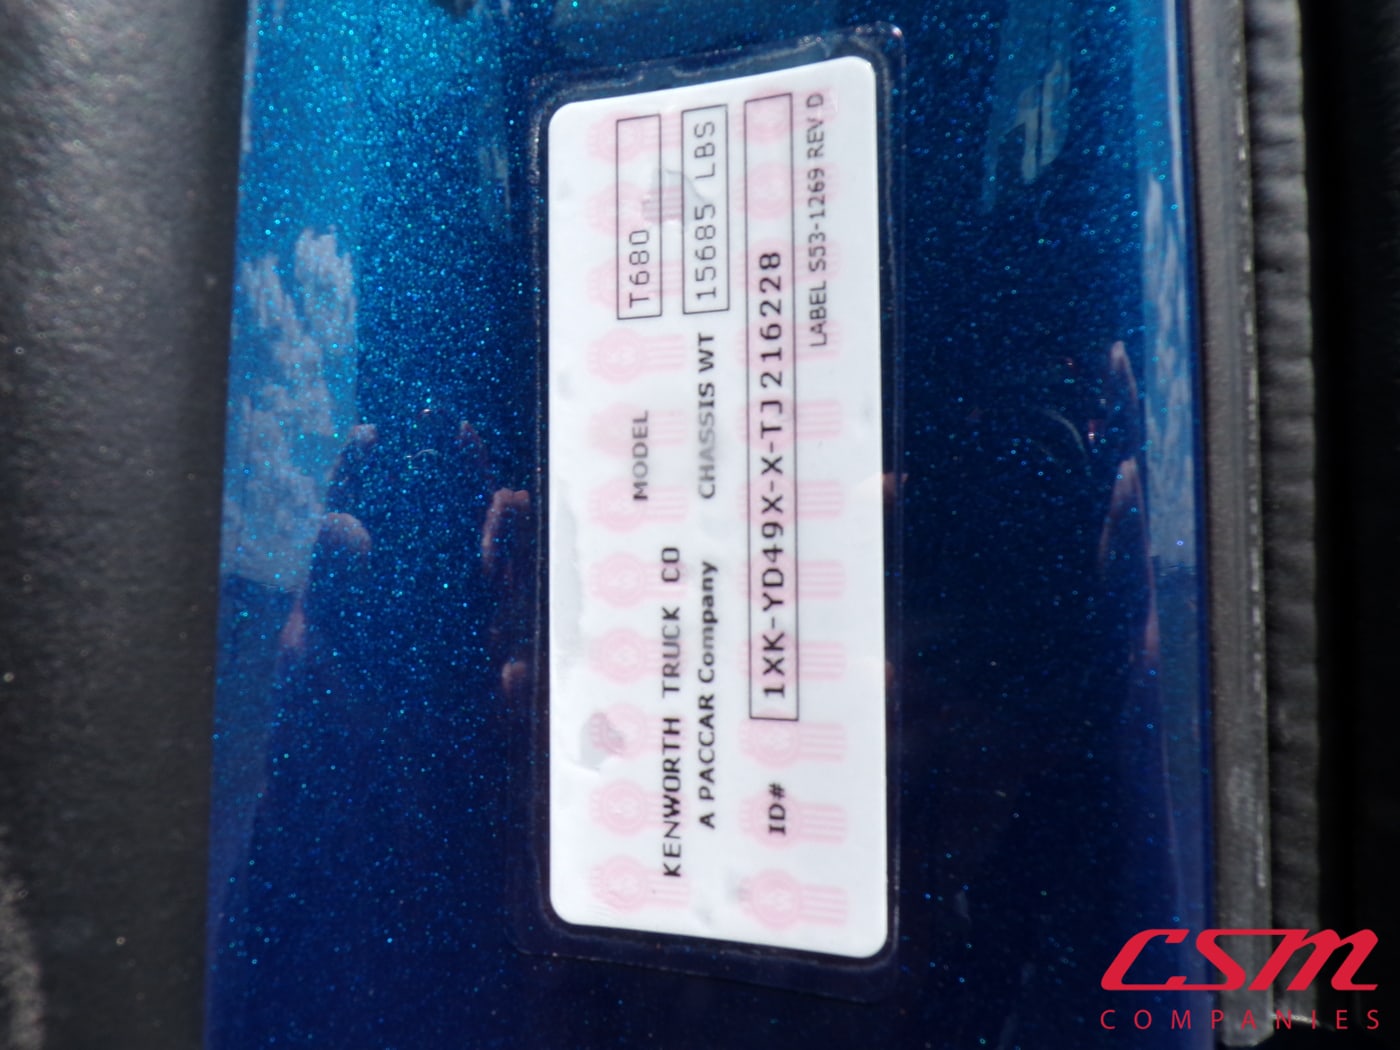 MODEL T680
KENWORTH TRUCK CO
A PACCAR Company CHASSIS WT 15685 LBS
ID# 1XK-YD49X-X-TJ216228
LABEL S53-1269 REV D
CSM
COMPANIES